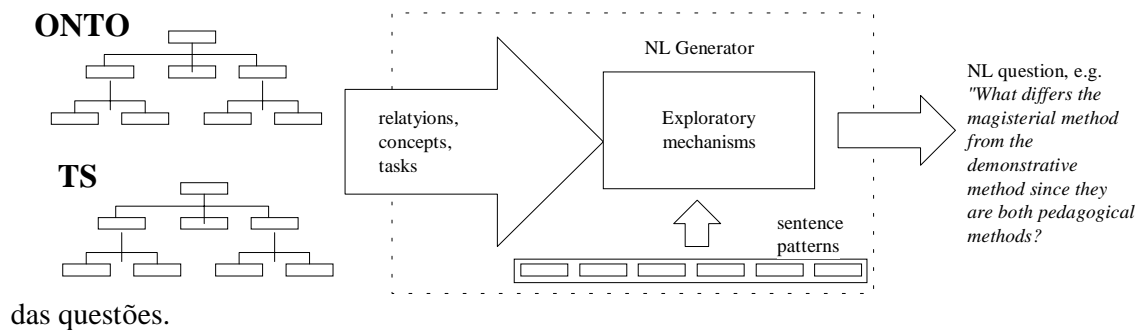 ONTO
TS
relatyions,
concepts,
tasks
NL Generator
Exploratory
mechanisms
sentence
patterns
NL question, e.g.
"What differs the
magisterial method
from the
demonstrative
method since they
are both pedagogical
methods?
das questões.